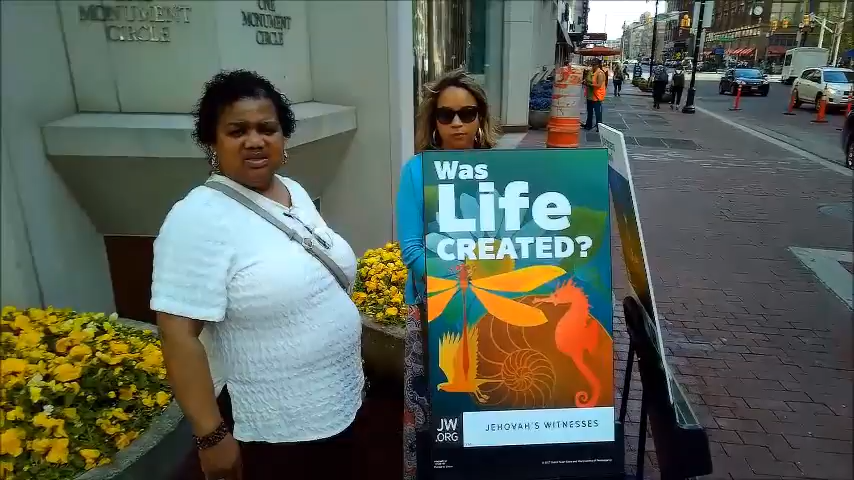 MONUMENT
CIRCLE
ONE
MONUMENT
CIRCLE
Was
Life
CREATED?
JW
.ORG
JEHOVAH'S WITNESSES